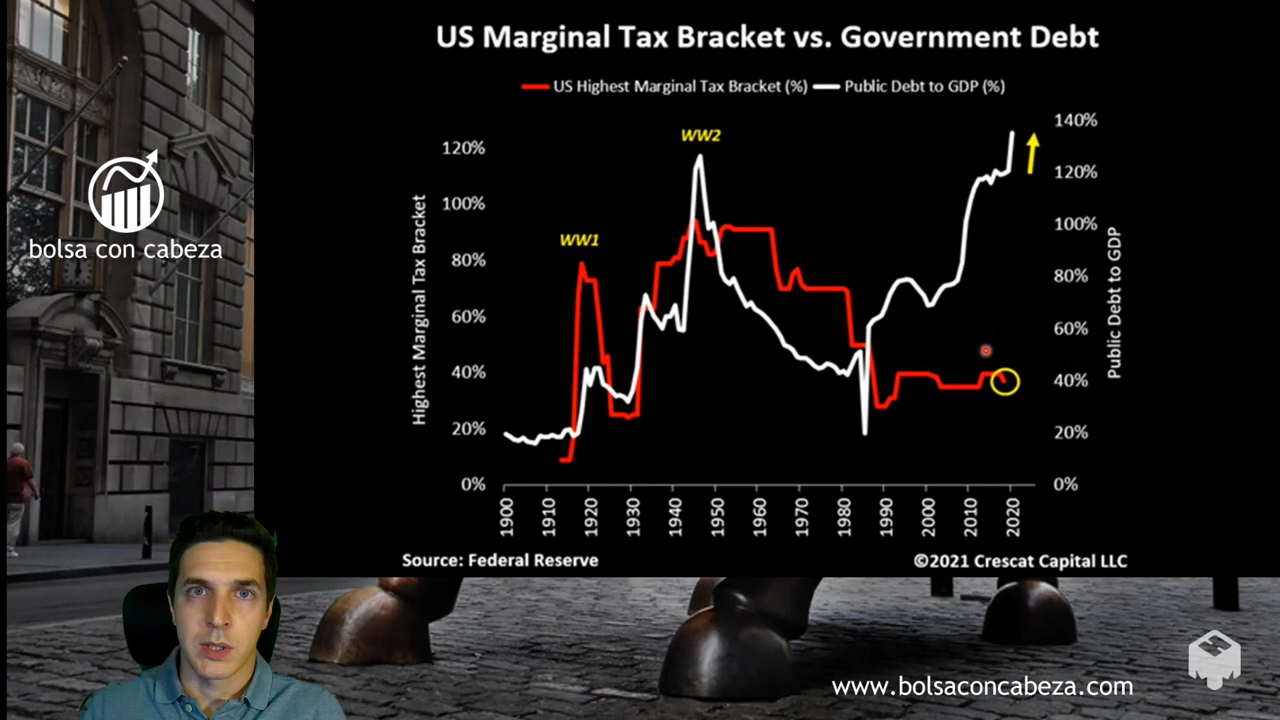 US Marginal Tax Bracket vs. Government Debt
US Highest Marginal Tax Bracket (%) Public Debt to GDP (%)
bolsa con cabeza
WW1
WW2
Highest Marginal Tax Bracket
120%
100%
80%
60%
40%
20%
0%
140%
120%
100%
80%
60%
40%
20%
0%
Public Debt to GDP
1900 1910 1920 1930 1940 1950 1960 1970 1980 1990 2000 2010 2020
Source: Federal Reserve ©2021 Crescat Capital LLC
www.bolsaconcabeza.com